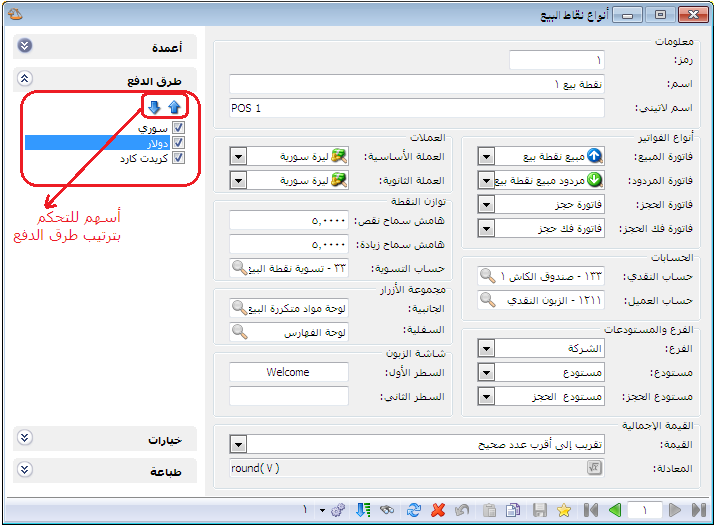 أنواع نقاط البيع
معلومات
رمز:
١
اسم:
نقطة بيع ١
اسم لاتيني:
POS 1
أنواع الفواتير
فاتورة المبيع:
مبيع نقطة بيع
فاتورة المردود:
مردود مبيع نقطة بيع
فاتورة الحجز:
فاتورة حجز
فاتورة فك الحجز:
فاتورة فك حجز
الحسابات
حساب النقدي:
١٣٣ - صندوق الكاش ١
حساب العميل:
١٢١١ - الزبون النقدي
الفرع والمستودعات
الفرع:
الشركة
مستودع:
مستودع
مستودع الحجز:
مستودع الحجز
العملات
العملة الأساسية:
ليرة سورية
العملة الثانوية:
ليرة سورية
توازن النقطة
هامش سماح نقص:
٥,٠٠٠٠
هامش سماح زيادة:
٥,٠٠٠٠
حساب التسوية:
٣٣ - تسوية نقطة البيع
مجموعة الأزرار
الجانبية:
لوحة مواد متكررة البيع
السفلية:
لوحة الفهارس
شاشة الزبون
السطر الأول:
Welcome
السطر الثاني:
القيمة الإجمالية
القيمة:
تقريب إلى أقرب عدد صحيح
المعادلة:
round( V )
أعمدة
طرق الدفع
سوري
دولار
كريدت كارد
أسهم للتحكم
بترتيب طرق الدفع
خيارات
طباعة
١
١